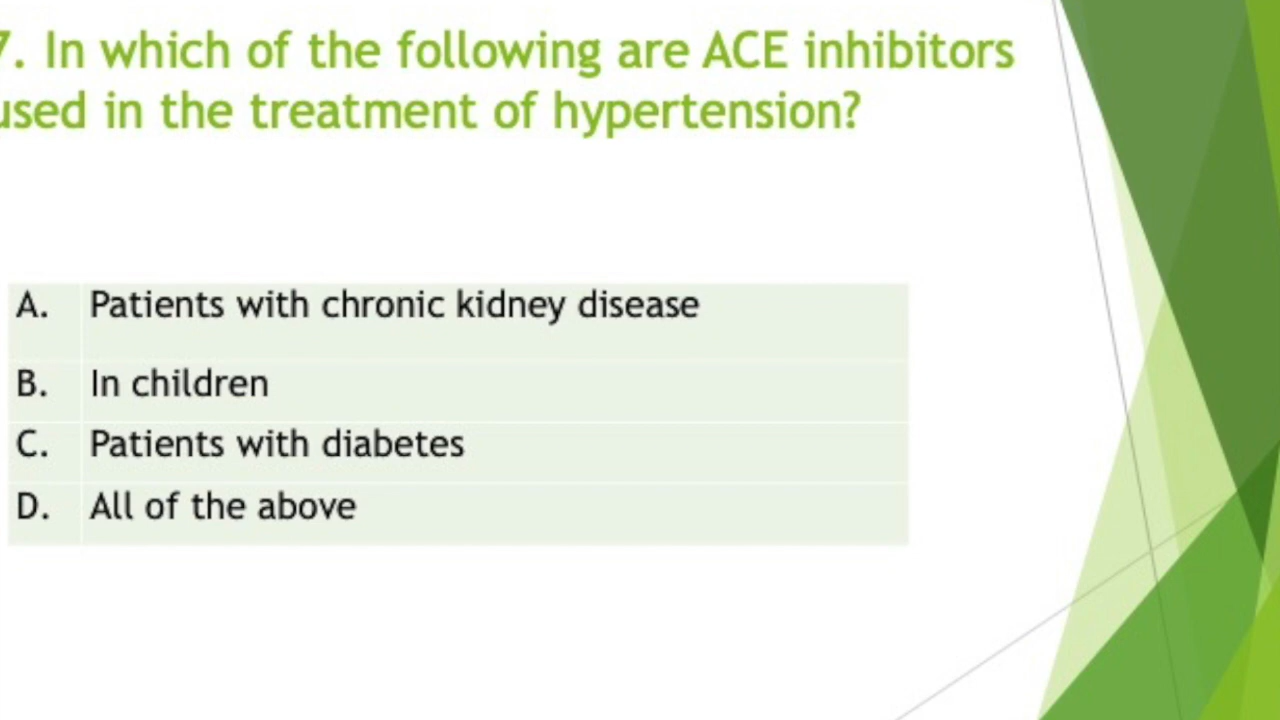 7. In which of the following are ACE inhibitors
used in the treatment of hypertension?
A. Patients with chronic kidney disease
B. In children
C. Patients with diabetes
D. All of the above